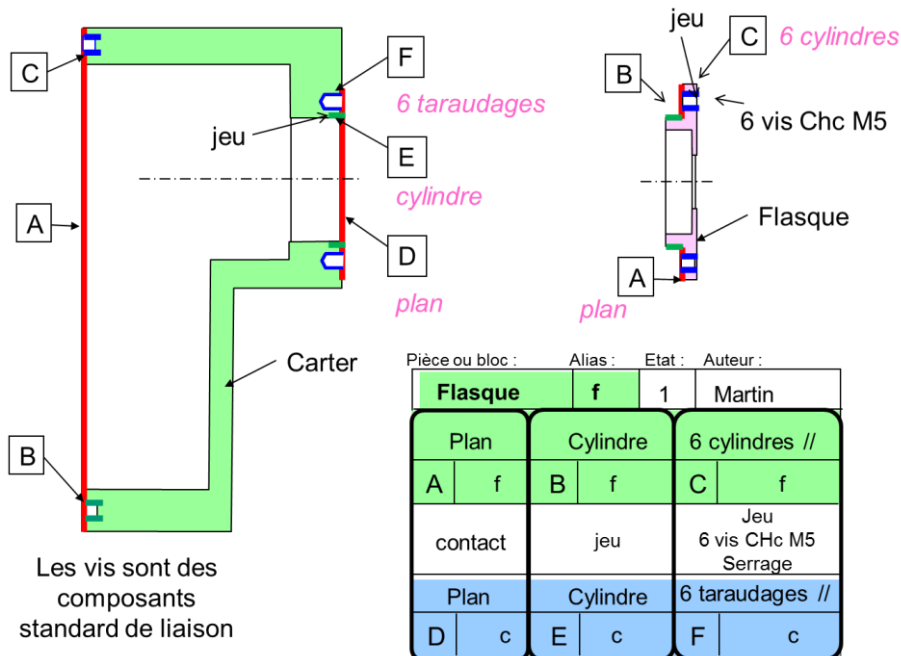 C
A
B
jeu
F
6 taraudages
E
cylindre
D
plan
Carter
Les vis sont des
composants
standard de liaison
jeu
C 6 cylindres
B
6 vis Chc M5
Flasque
A
plan
Pièce ou bloc : Alias : Etat : Auteur :
Flasque f 1 Martin
Plan Cylindre 6 cylindres //
A f B f C f
contact jeu Jeu
6 vis CHc M5
Serrage
Plan Cylindre 6 taraudages //
D c E c F c